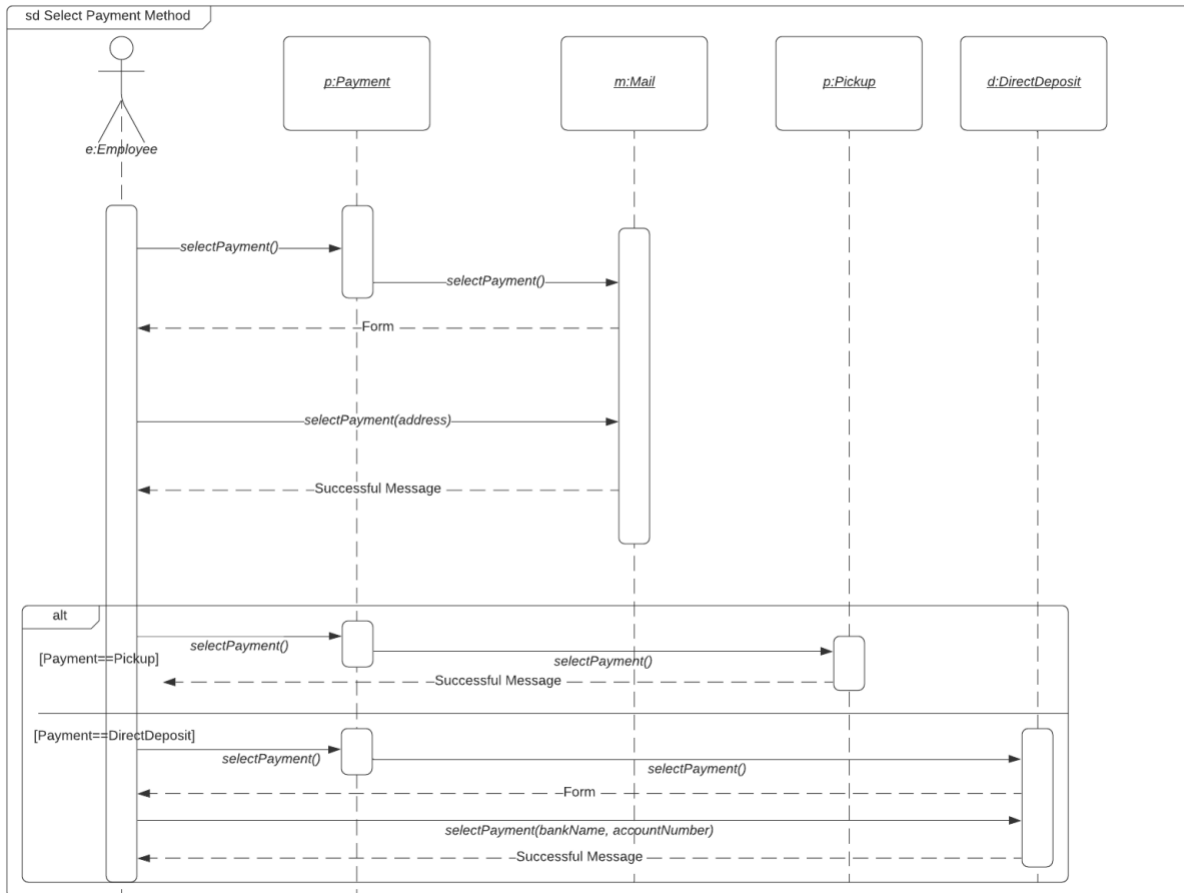 sd Select Payment Method
e:Employee
p:Payment
m:Mail
p:Pickup
d:DirectDeposit
selectPayment()
selectPayment()
Form
selectPayment(address)
Successful Message
alt
selectPayment()
[Payment==Pickup]
selectPayment()
Successful Message
[Payment==DirectDeposit]
selectPayment()
selectPayment()
Form
selectPayment(bankName, accountNumber)
Successful Message